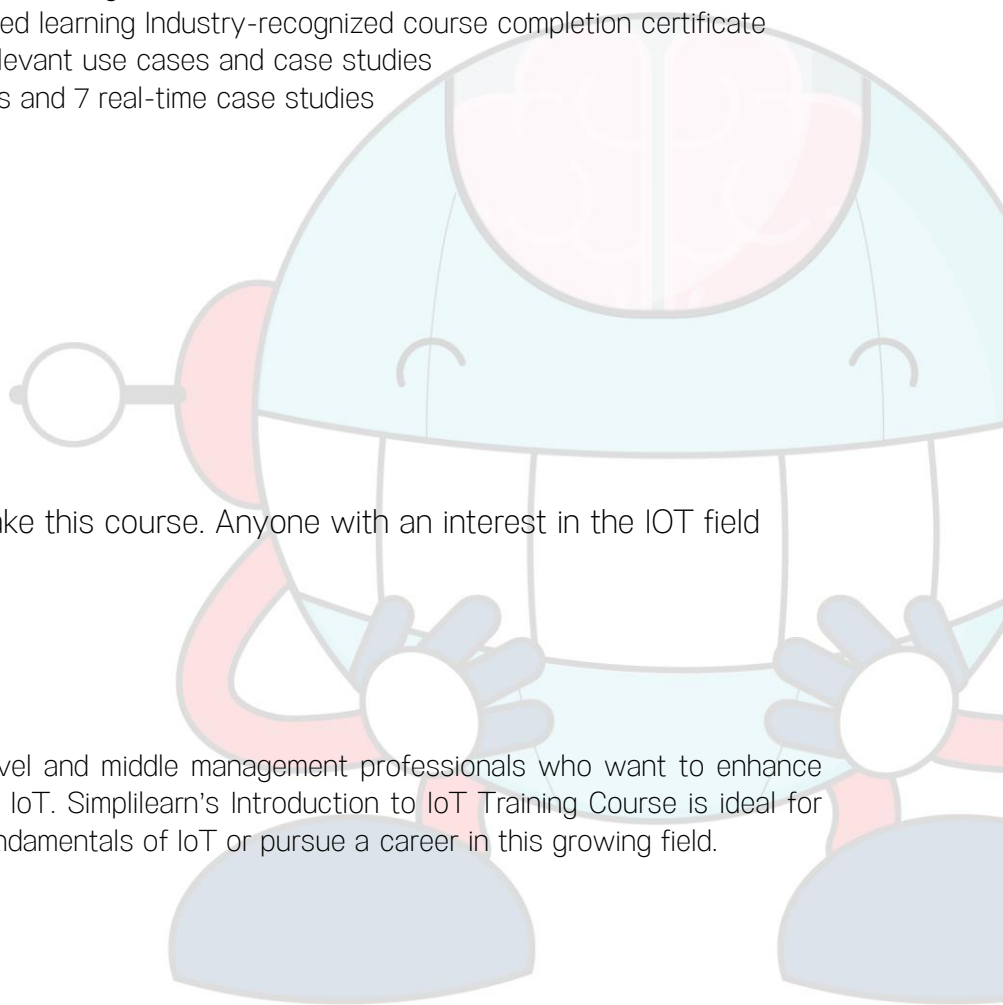 ed learning Industry-recognized course completion certificate
levant use cases and case studies
s and 7 real-time case studies
ake this course. Anyone with an interest in the IOT field
vel and middle management professionals who want to enhance
IoT. Simplilearn's Introduction to IoT Training Course is ideal for
ndamentals of IoT or pursue a career in this growing field.